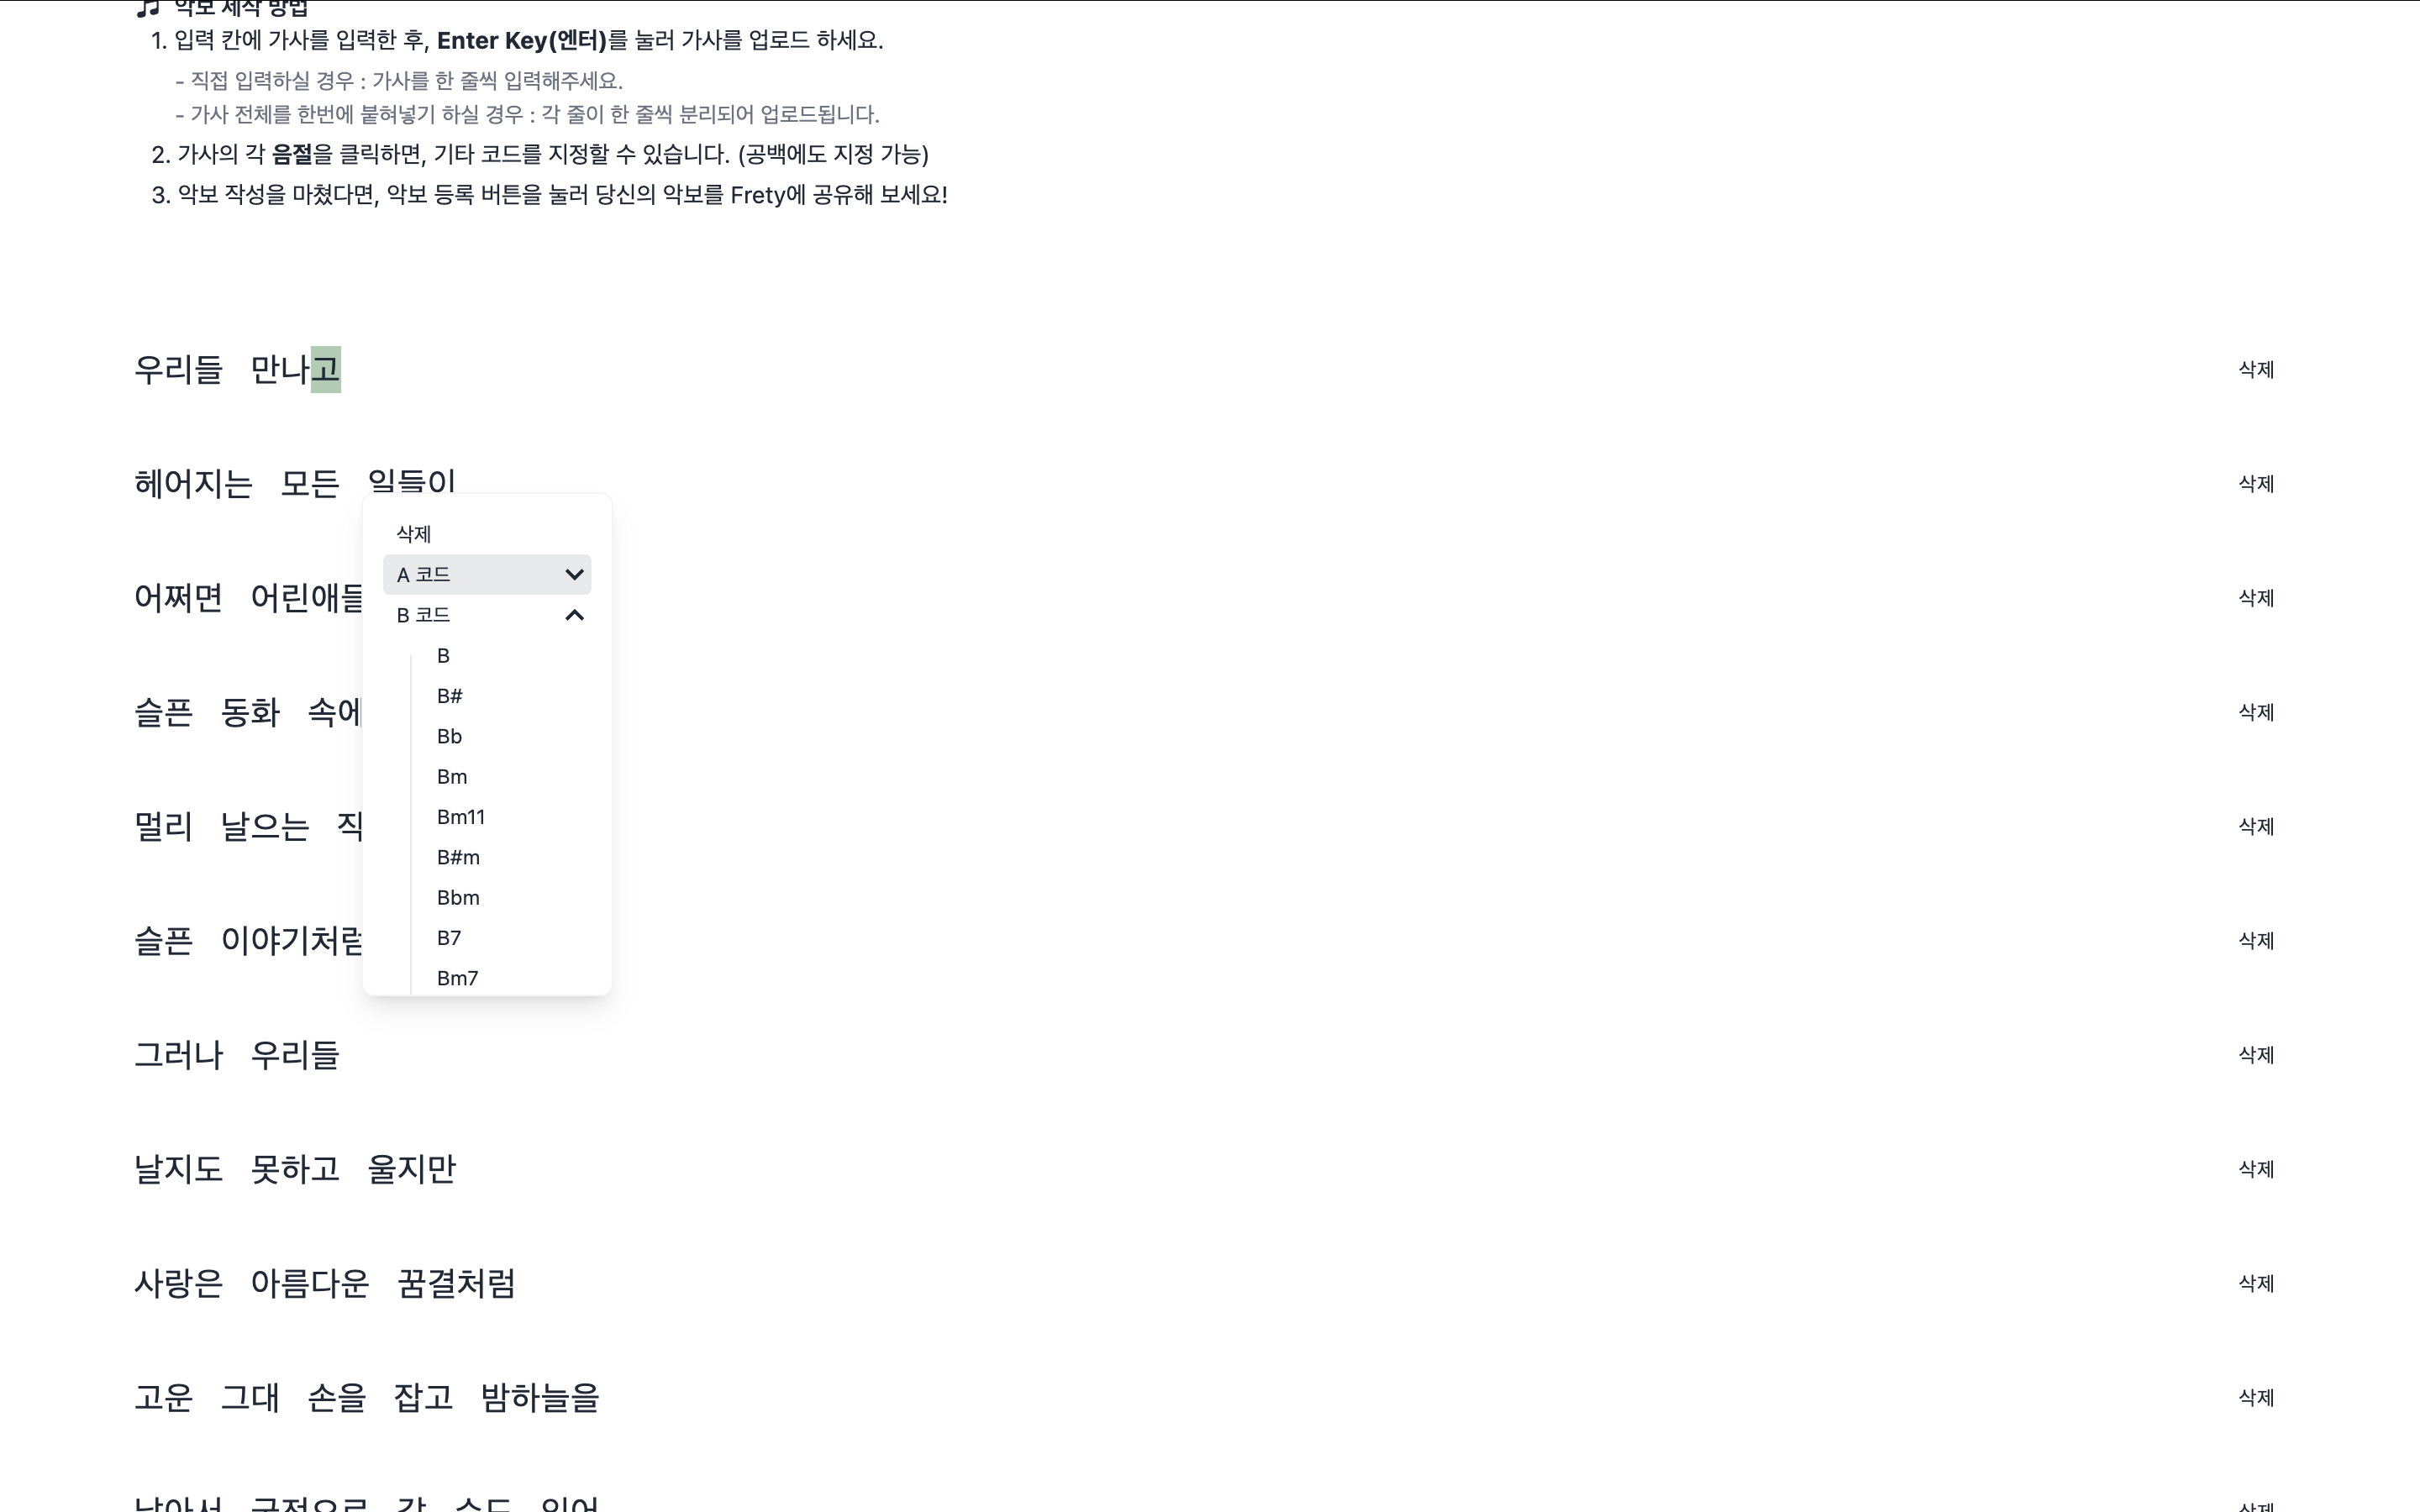 악보 제작 방법
1. 입력 칸에 가사를 입력한 후, Enter Key(엔터)를 눌러 가사를 업로드 하세요.
- 직접 입력하실 경우 : 가사를 한 줄씩 입력해주세요.
- 가사 전체를 한번에 붙혀넣기 하실 경우 : 각 줄이 한 줄씩 분리되어 업로드됩니다.
2. 가사의 각 음절을 클릭하면, 기타 코드를 지정할 수 있습니다. (공백에도 지정 가능)
3. 악보 작성을 마쳤다면, 악보 등록 버튼을 눌러 당신의 악보를 Frety에 공유해 보세요!
우리들 만나고 삭제
헤어지는 모든 일들이 삭제
어쩌면 어린애들 삭제
슬픈 동화 속에 삭제
멀리 날으는 삭제
슬픈 이야기처럼 삭제
삭제
A 코드
B 코드
B
B#
Bb
Bm
Bm11
B#m
Bbm
B7
Bm7
그러나 우리들 삭제
날지도 못하고 울지만 삭제
사랑은 아름다운 꿈결처럼 삭제
고운 그대 손을 잡고 밤하늘을 삭제
날아서 궁전으로 갈 수도 있어 삭제